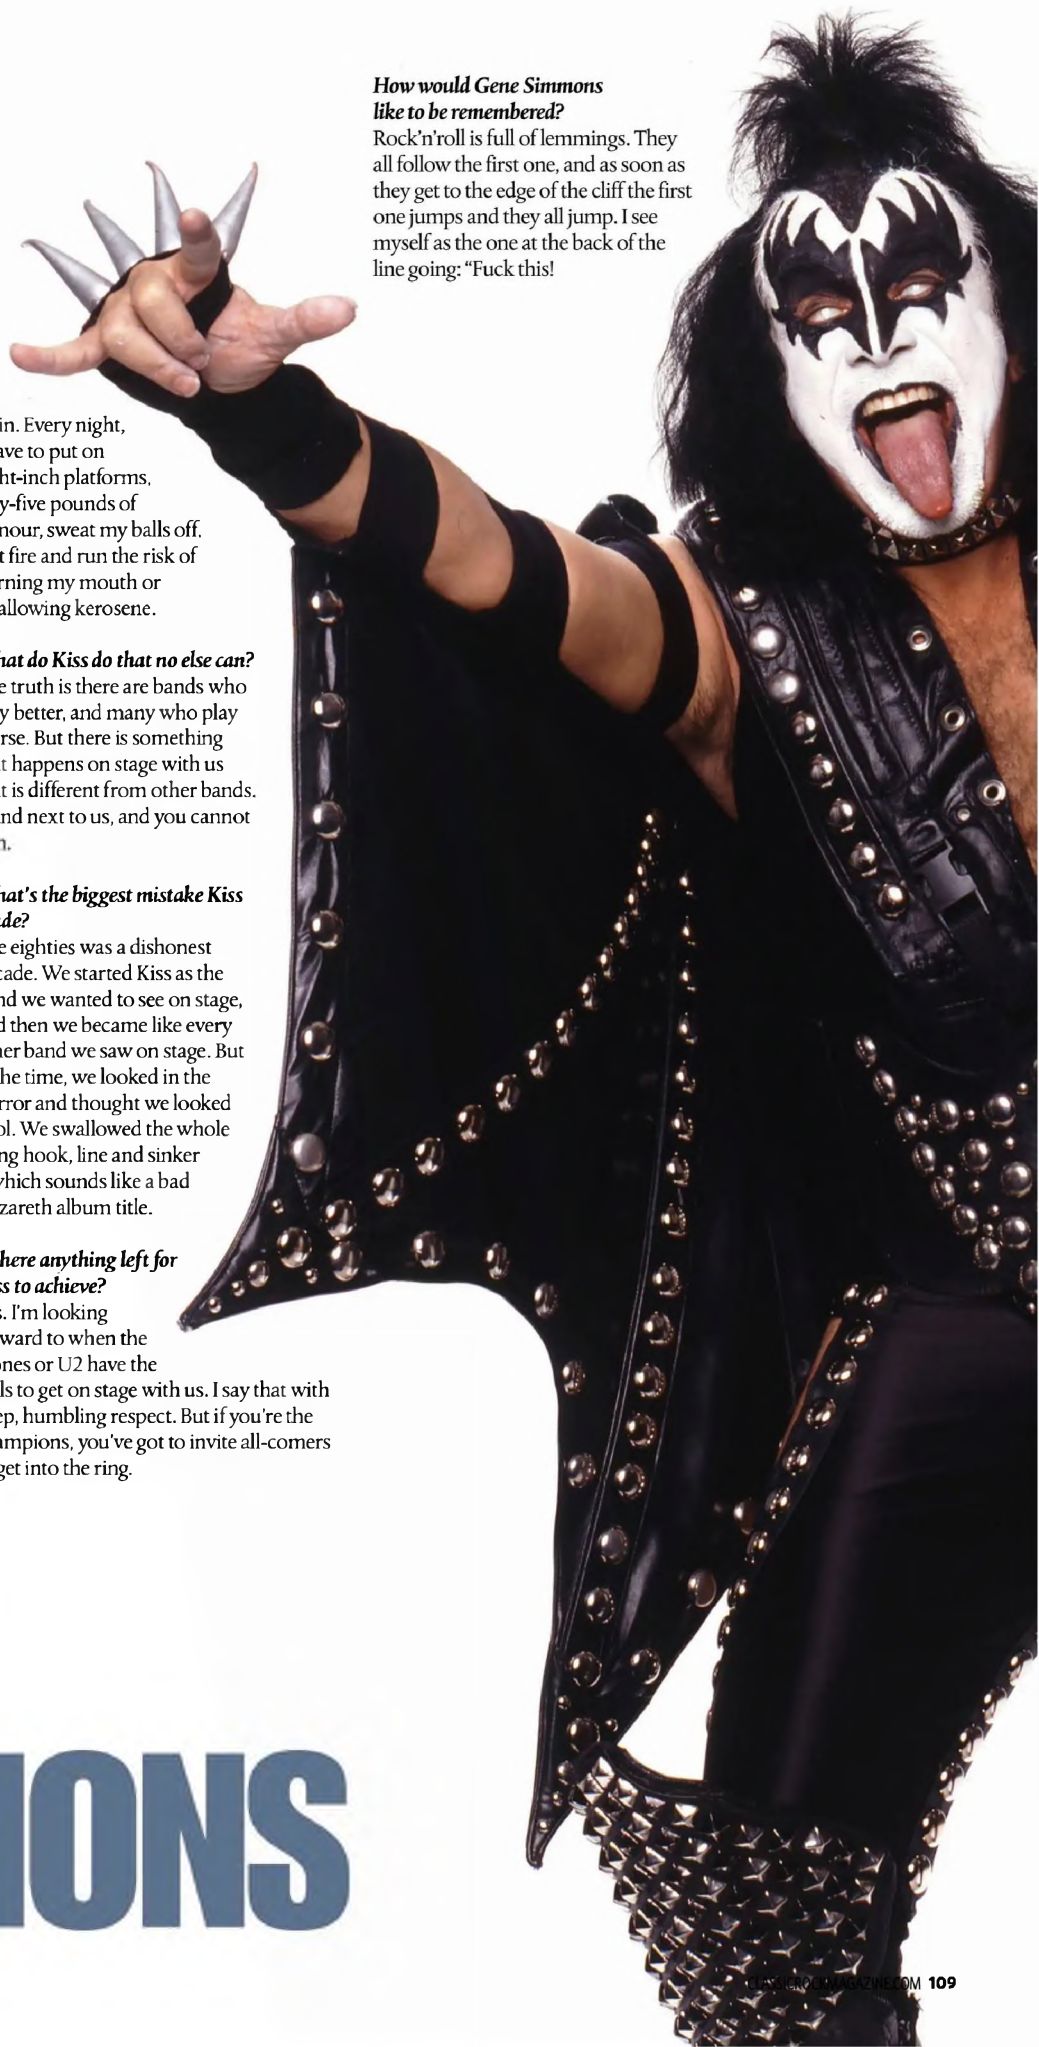 How would Gene Simmons
like to be remembered?
Rock'n'roll is full of lemmings. They
all follow the first one, and as soon as
they get to the edge of the cliff the first
one jumps and they all jump. I see
myself as the one at the back of the
line going: “Fuck this!
in. Every night,
ave to put on
ht-inch platforms,
y-five pounds of
nour, sweat my balls off,
t fire and run the risk of
rning my mouth or
allowing kerosene.
hat do Kiss do that no else can?
e truth is there are bands who
y better, and many who play
rse. But there is something
t happens on stage with us
t is different from other bands.
nd next to us, and you cannot
n.
hat's the biggest mistake Kiss
de?
e eighties was a dishonest
cade. We started Kiss as the
nd we wanted to see on stage,
d then we became like every
her band we saw on stage. But
he time, we looked in the
rror and thought we looked
ol. We swallowed the whole
ng hook, line and sinker
which sounds like a bad
zareth album title.
here anything left for
ss to achieve?
s. I'm looking
ward to when the
ones or U2 have the
ls to get on stage with us. I say that with
ep, humbling respect. But if you're the
ampions, you've got to invite all-comers
get into the ring.
IONS
CLASSICROCKMAGAZINE.COM 109